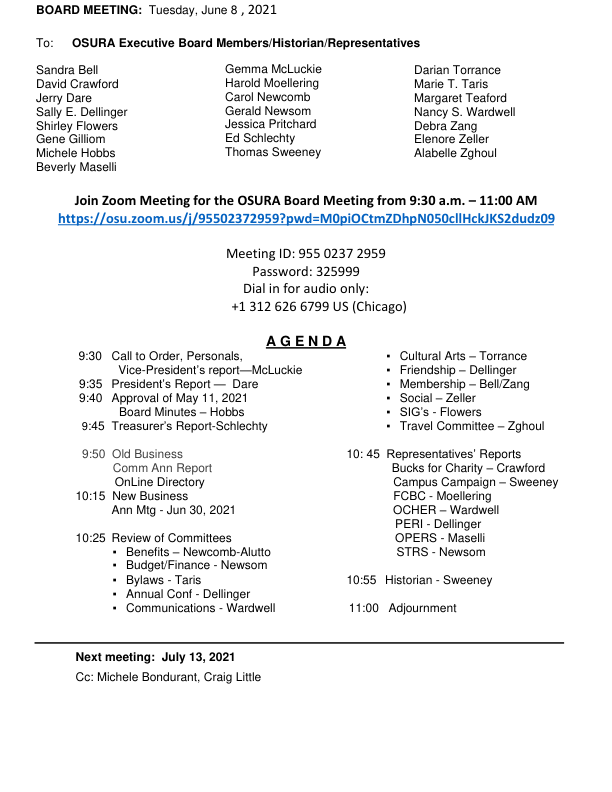 BOARD MEETING: Tuesday, June 8 , 2021
To: OSURA Executive Board Members/Historian/Representatives
Sandra Bell
David Crawford
Jerry Dare
Sally E. Dellinger
Shirley Flowers
Gene Gilliom
Michele Hobbs
Beverly Maselli
Gemma McLuckie
Harold Moellering
Carol Newcomb
Gerald Newsom
Jessica Pritchard
Ed Schlechty
Thomas Sweeney
Darian Torrance
Marie T. Taris
Margaret Teaford
Nancy S. Wardwell
Debra Zang
Elenore Zeller
Alabelle Zghoul
Join Zoom Meeting for the OSURA Board Meeting from 9:30 a.m. – 11:00 AM
https://osu.zoom.us/j/95502372959?pwd=M0piOCtmZDhpN050cllHckJKS2dudz09
Meeting ID: 955 0237 2959
Password: 325999
Dial in for audio only:
+1 312 626 6799 US (Chicago)
A G E N D A
9:30 Call to Order, Personals,
Vice-President's report—McLuckie
9:35 President's Report — Dare
9:40 Approval of May 11, 2021
Board Minutes – Hobbs
9:45 Treasurer's Report-Schlechty
9:50 Old Business
Comm Ann Report
OnLine Directory
10:15 New Business
Ann Mtg - Jun 30, 2021
10:25 Review of Committees
▪ Benefits – Newcomb-Alutto
▪ Budget/Finance - Newsom
▪ Bylaws - Taris
▪ Annual Conf - Dellinger
▪ Communications - Wardwell
▪ Cultural Arts – Torrance
▪ Friendship – Dellinger
▪ Membership – Bell/Zang
▪ Social – Zeller
▪ SIG's - Flowers
▪ Travel Committee – Zghoul
10: 45 Representatives' Reports
Bucks for Charity – Crawford
Campus Campaign – Sweeney
FCBC - Moellering
OCHER – Wardwell
PERI - Dellinger
OPERS - Maselli
STRS - Newsom
10:55 Historian - Sweeney
11:00 Adjournment
Next meeting: July 13, 2021
Cc: Michele Bondurant, Craig Little